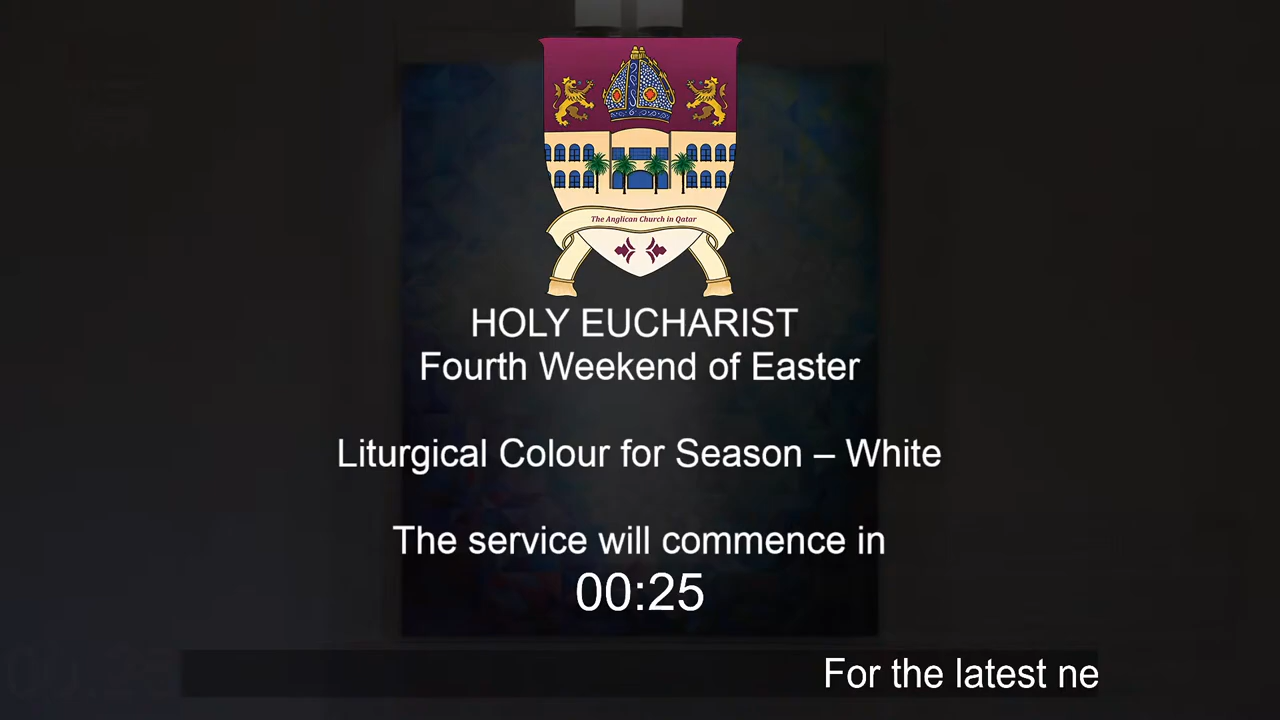 The Anglican Church in Qatar
HOLY EUCHARIST
Fourth Weekend of Easter
Liturgical Colour for Season – White
The service will commence in
00:25
For the latest ne